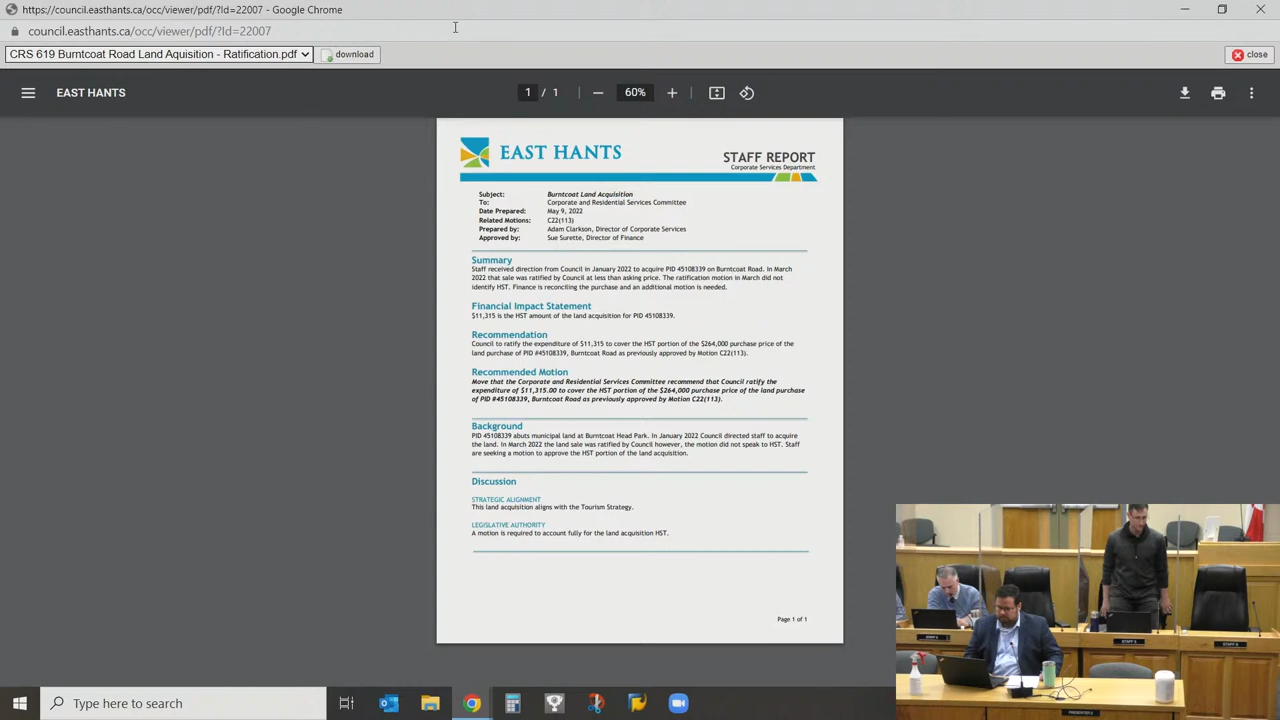 https://council.easthants.ca/occ/viewer/pdf/?Id=22007 - Google Chrome
council.easthants.ca/occ/viewer/pdf/?Id=22007
CRS 619 Burntcoat Road Land Aquisition - Ratification.pdf
download
close
EAST HANTS
1 / 1
60%
EAST HANTS
STAFF REPORT
Corporate Services Department
Subject: Burntcoat Land Acquisition
To: Corporate and Residential Services Committee
Date Prepared: May 9, 2022
Related Motions: C22(113)
Prepared by: Adam Clarkson, Director of Corporate Services
Approved by: Sue Surette, Director of Finance
Summary
Staff received direction from Council in January 2022 to acquire PID 45108339 on Burntcoat Road. In March
2022 that sale was ratified by Council at less than asking price. The ratification motion in March did not
identify HST. Finance is reconciling the purchase and an additional motion is needed.
Financial Impact Statement
$11,315 is the HST amount of the land acquisition for PID 45108339.
Recommendation
Council to ratify the expenditure of $11,315 to cover the HST portion of the $264,000 purchase price of the
land purchase of PID #45108339, Burntcoat Road as previously approved by Motion C22(113).
Recommended Motion
Move that the Corporate and Residential Services Committee recommend that Council ratify the
expenditure of $11,315.00 to cover the HST portion of the $264,000 purchase price of the land purchase
of PID #45108339, Burntcoat Road as previously approved by Motion C22(113).
Background
PID 45108339 abuts municipal land at Burntcoat Head Park. In January 2022 Council directed staff to acquire
the land. In March 2022 the land sale was ratified by Council however, the motion did not speak to HST. Staff
are seeking a motion to approve the HST portion of the land acquisition.
Discussion
STRATEGIC ALIGNMENT
This land acquisition aligns with the Tourism Strategy.
LEGISLATIVE AUTHORITY
A motion is required to account fully for the land acquisition HST.
Page 1 of 1
Type here to search